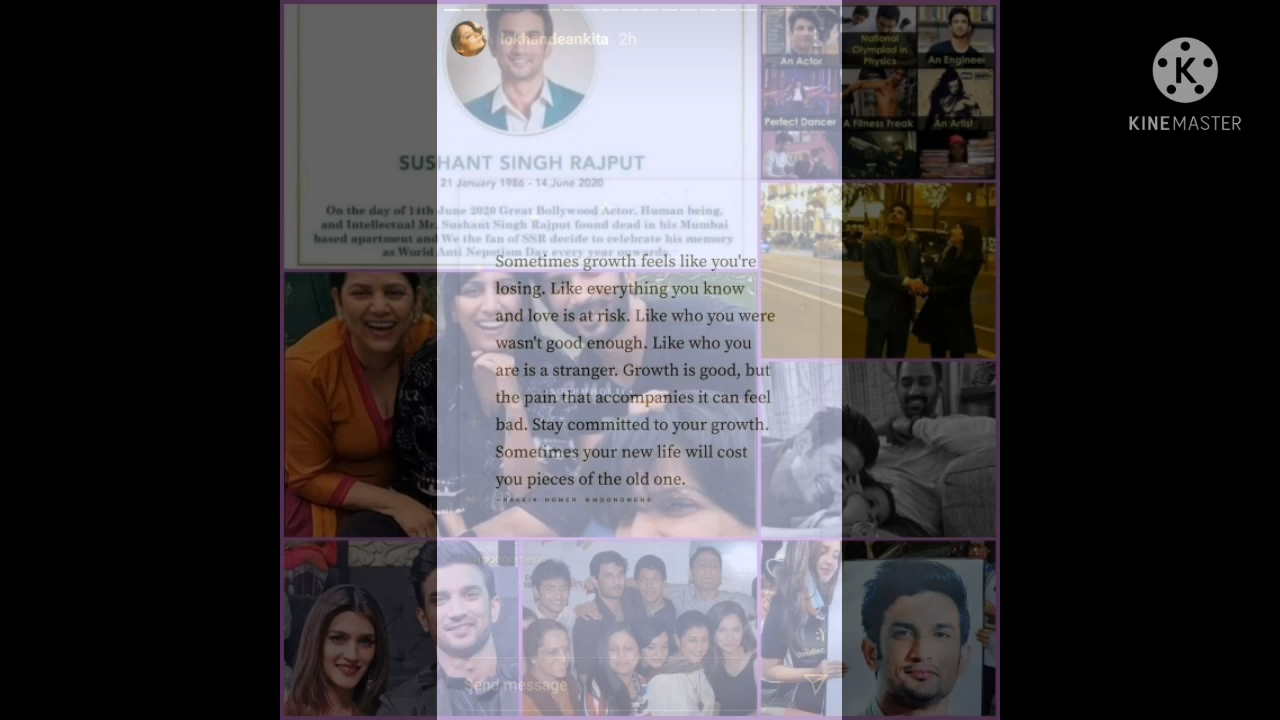 lokhandeankita 2h
SUSHANT SINGH RAJPUT
21 January 1986 - 14 June 2020
On the day of 14th June 2020 Great Bollywood Actor, Human being,
and Intellectual Mr. Sushant Singh Rajput found dead in his Mumbai
based apartment and We the fan of SSR decide to celebrate his memory
as World Anti Nepotism Day every year onwards.
An Actor
National
Olympiad in
Physics
An Engineer
Perfect Dancer
A Fitness Freak
An Artist
KINEMASTER
Sometimes growth feels like you're
losing. Like everything you know
and love is at risk. Like who you were
wasn't good enough. Like who you
are is a stranger. Growth is good, but
the pain that accompanies it can feel
bad. Stay committed to your growth.
Sometimes your new life will cost
you pieces of the old one.
—NAKEIA HOMER @MOONOMENS
Send message